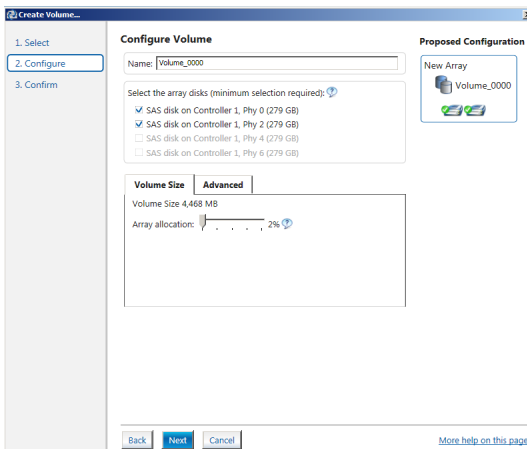 Create Volume...
1. Select
2. Configure
3. Confirm
Configure Volume
Name: Volume_0000
Select the array disks (minimum selection required):
SAS disk on Controller 1, Phy 0 (279 GB)
SAS disk on Controller 1, Phy 2 (279 GB)
SAS disk on Controller 1, Phy 4 (279 GB)
SAS disk on Controller 1, Phy 6 (279 GB)
Volume Size Advanced
Volume Size 4,468 MB
Array allocation: 2%
Proposed Configuration
New Array
Volume_0000
Back Next Cancel
More help on this page